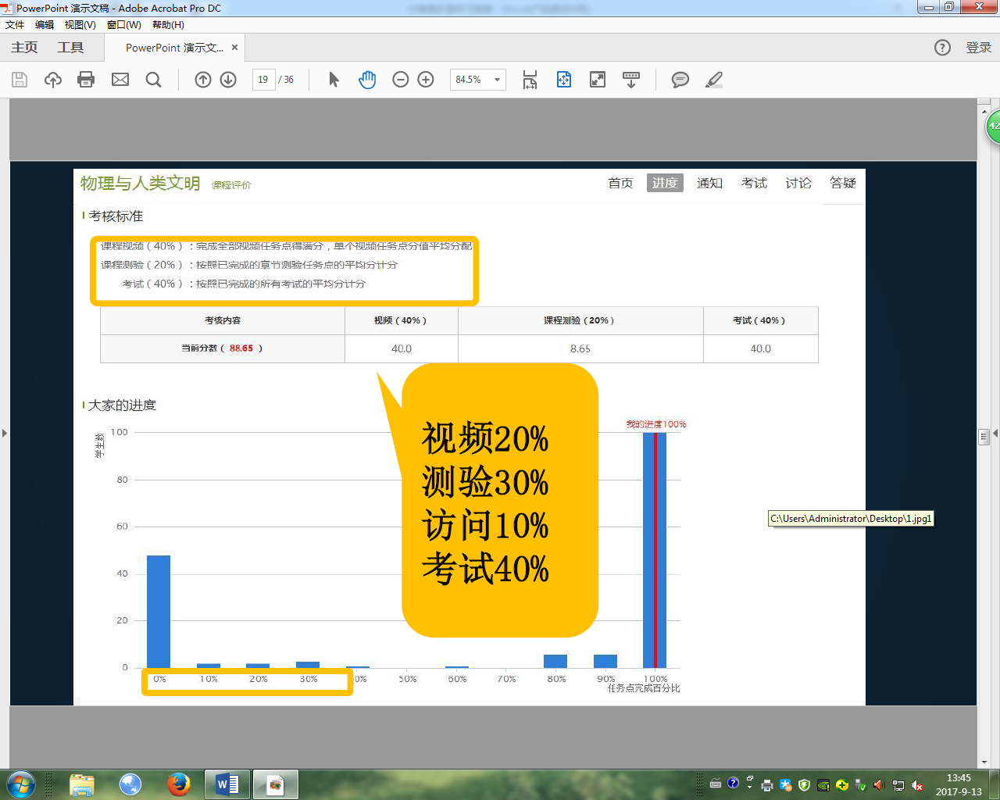 PowerPoint 演示文稿 - Adobe Acrobat Pro DC
文件 编辑 视图(V) 窗口(W) 帮助(H)
主页 工具 PowerPoint 演示文... × 登录
19 / 36 84.5%
42
物理与人类文明 课程评价 首页 进度 通知 考试 讨论 答疑
考核标准
课程视频（40%）：完成全部视频任务点得满分，单个视频任务点分值平均分配
课程测验（20%）：按照已完成的章节测验任务点的平均分计分
考试（40%）：按照已完成的所有考试的平均分计分
考核内容 视频（40%） 课程测验（20%） 考试（40%）
当前分数（ 88.65 ） 40.0 8.65 40.0
大家的进度
我的进度100%
学生数
100
80
60
40
20
0
视频20%
测验30%
访问10%
考试40%
C:\Users\Administrator\Desktop\1.jpg1
0% 10% 20% 30% 0% 50% 60% 70% 80% 90% 100%
任务点完成百分比
13:45
2017-9-13